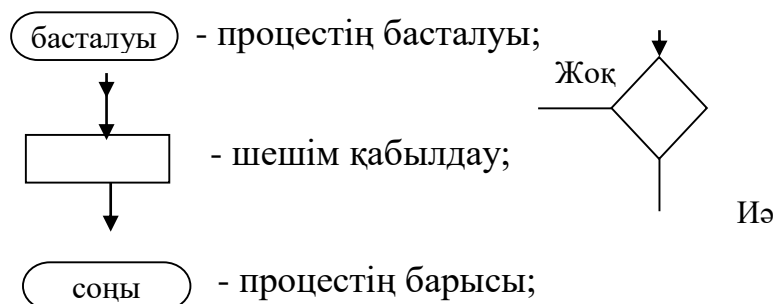 басталуы - процестің басталуы;
Жоқ
- шешім қабылдау;
Иә
соңы - процестің барысы;